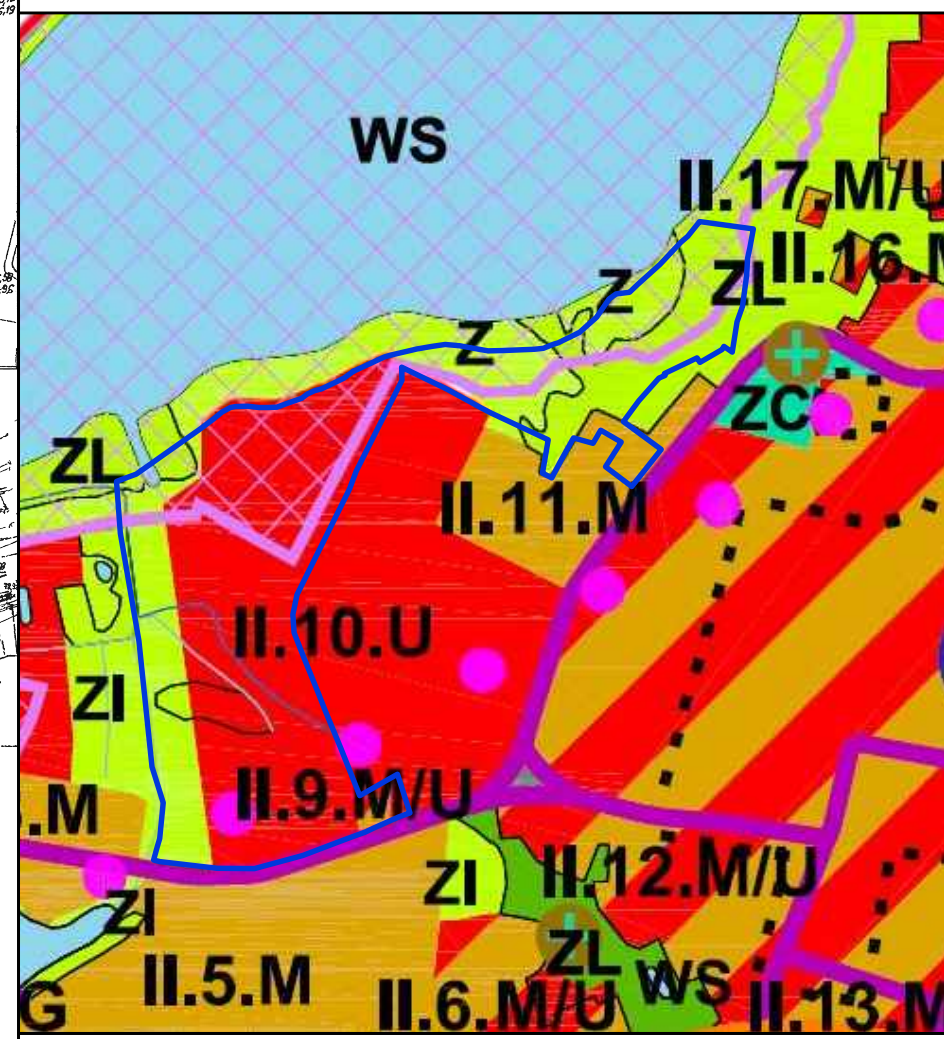 WS
II.17.M/U
II.16.M
Z
ZL
Z
ZC
ZL
II.11.M
II.10.U
ZI
II.9.M/U
.M
II.12.M/U
ZI
ZI
ZL
WS
II.5.M
II.6.M/U
II.13.M
G